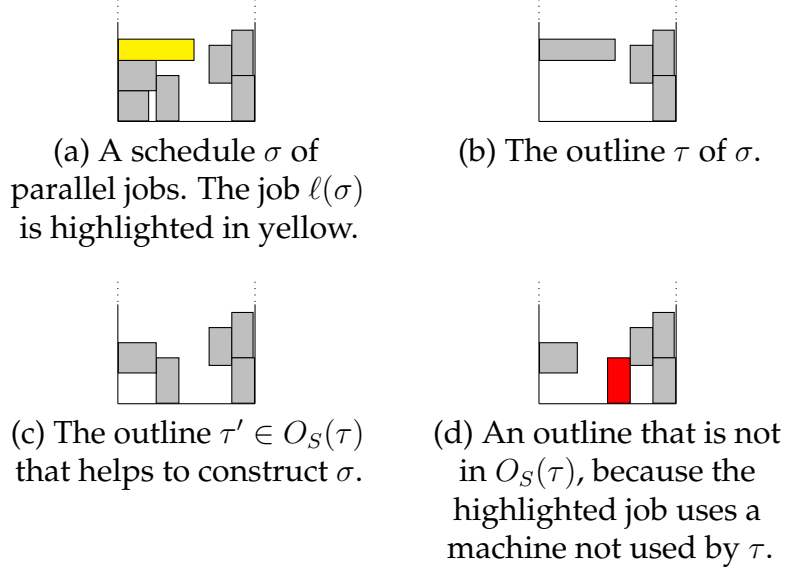 (a) A schedule σ of
parallel jobs. The job ℓ(σ)
is highlighted in yellow.
(b) The outline τ of σ.
(c) The outline τ′ ∈ O_S(τ)
that helps to construct σ.
(d) An outline that is not
in O_S(τ), because the
highlighted job uses a
machine not used by τ.